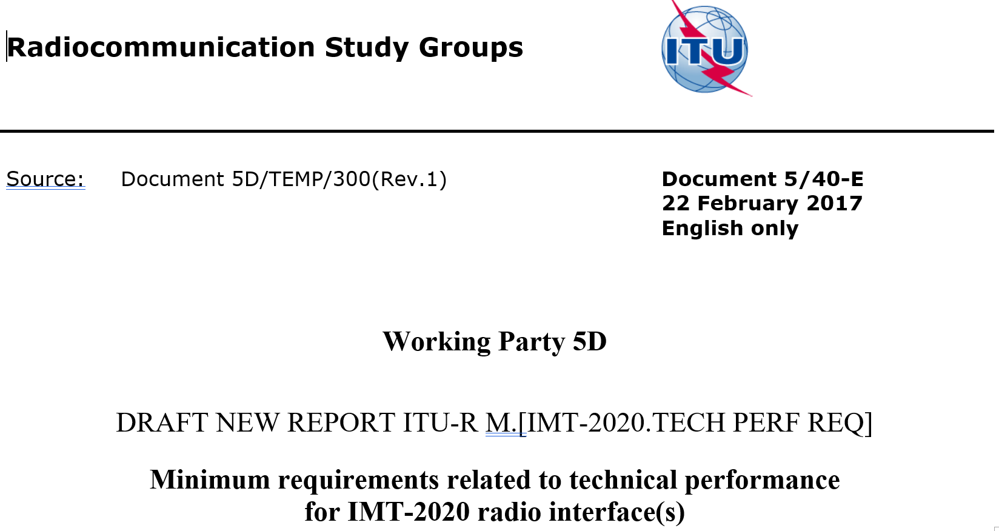 Radiocommunication Study Groups
ITU
Source: Document 5D/TEMP/300(Rev.1)
Document 5/40-E
22 February 2017
English only
Working Party 5D
DRAFT NEW REPORT ITU-R M.[IMT-2020.TECH PERF REQ]
Minimum requirements related to technical performance
for IMT-2020 radio interface(s)